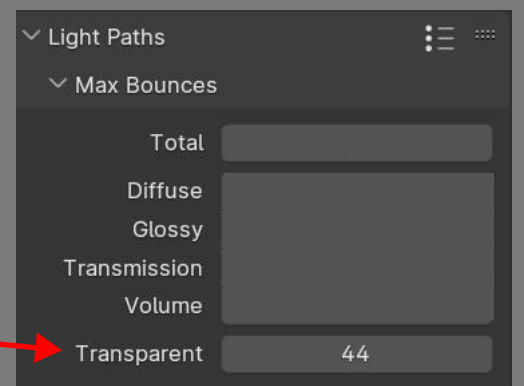 Light Paths
Max Bounces
Total
Diffuse
Glossy
Transmission
Volume
Transparent 44